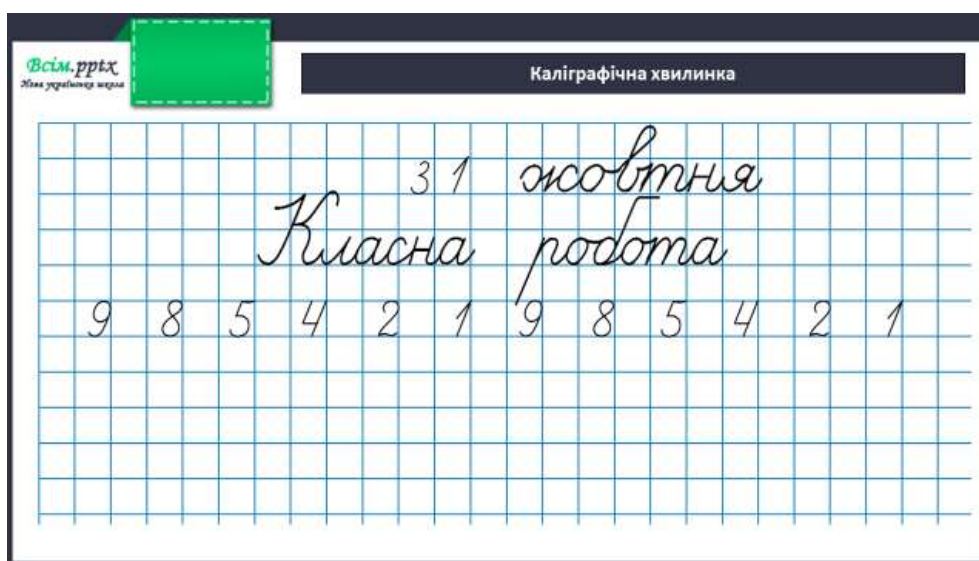 Всім.pptx
Нова українська школа
Каліграфічна хвилинка
31 жовтня
Класна робота
9 8 5 4 2 1 9 8 5 4 2 1